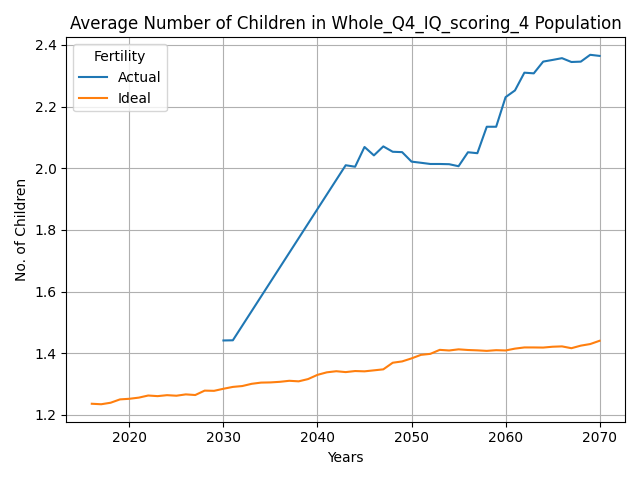 Average Number of Children in Whole_Q4_IQ_scoring_4 Population
Fertility
Actual
Ideal
No. of Children
2.4
2.2
2.0
1.8
1.6
1.4
1.2
2020 2030 2040 2050 2060 2070
Years